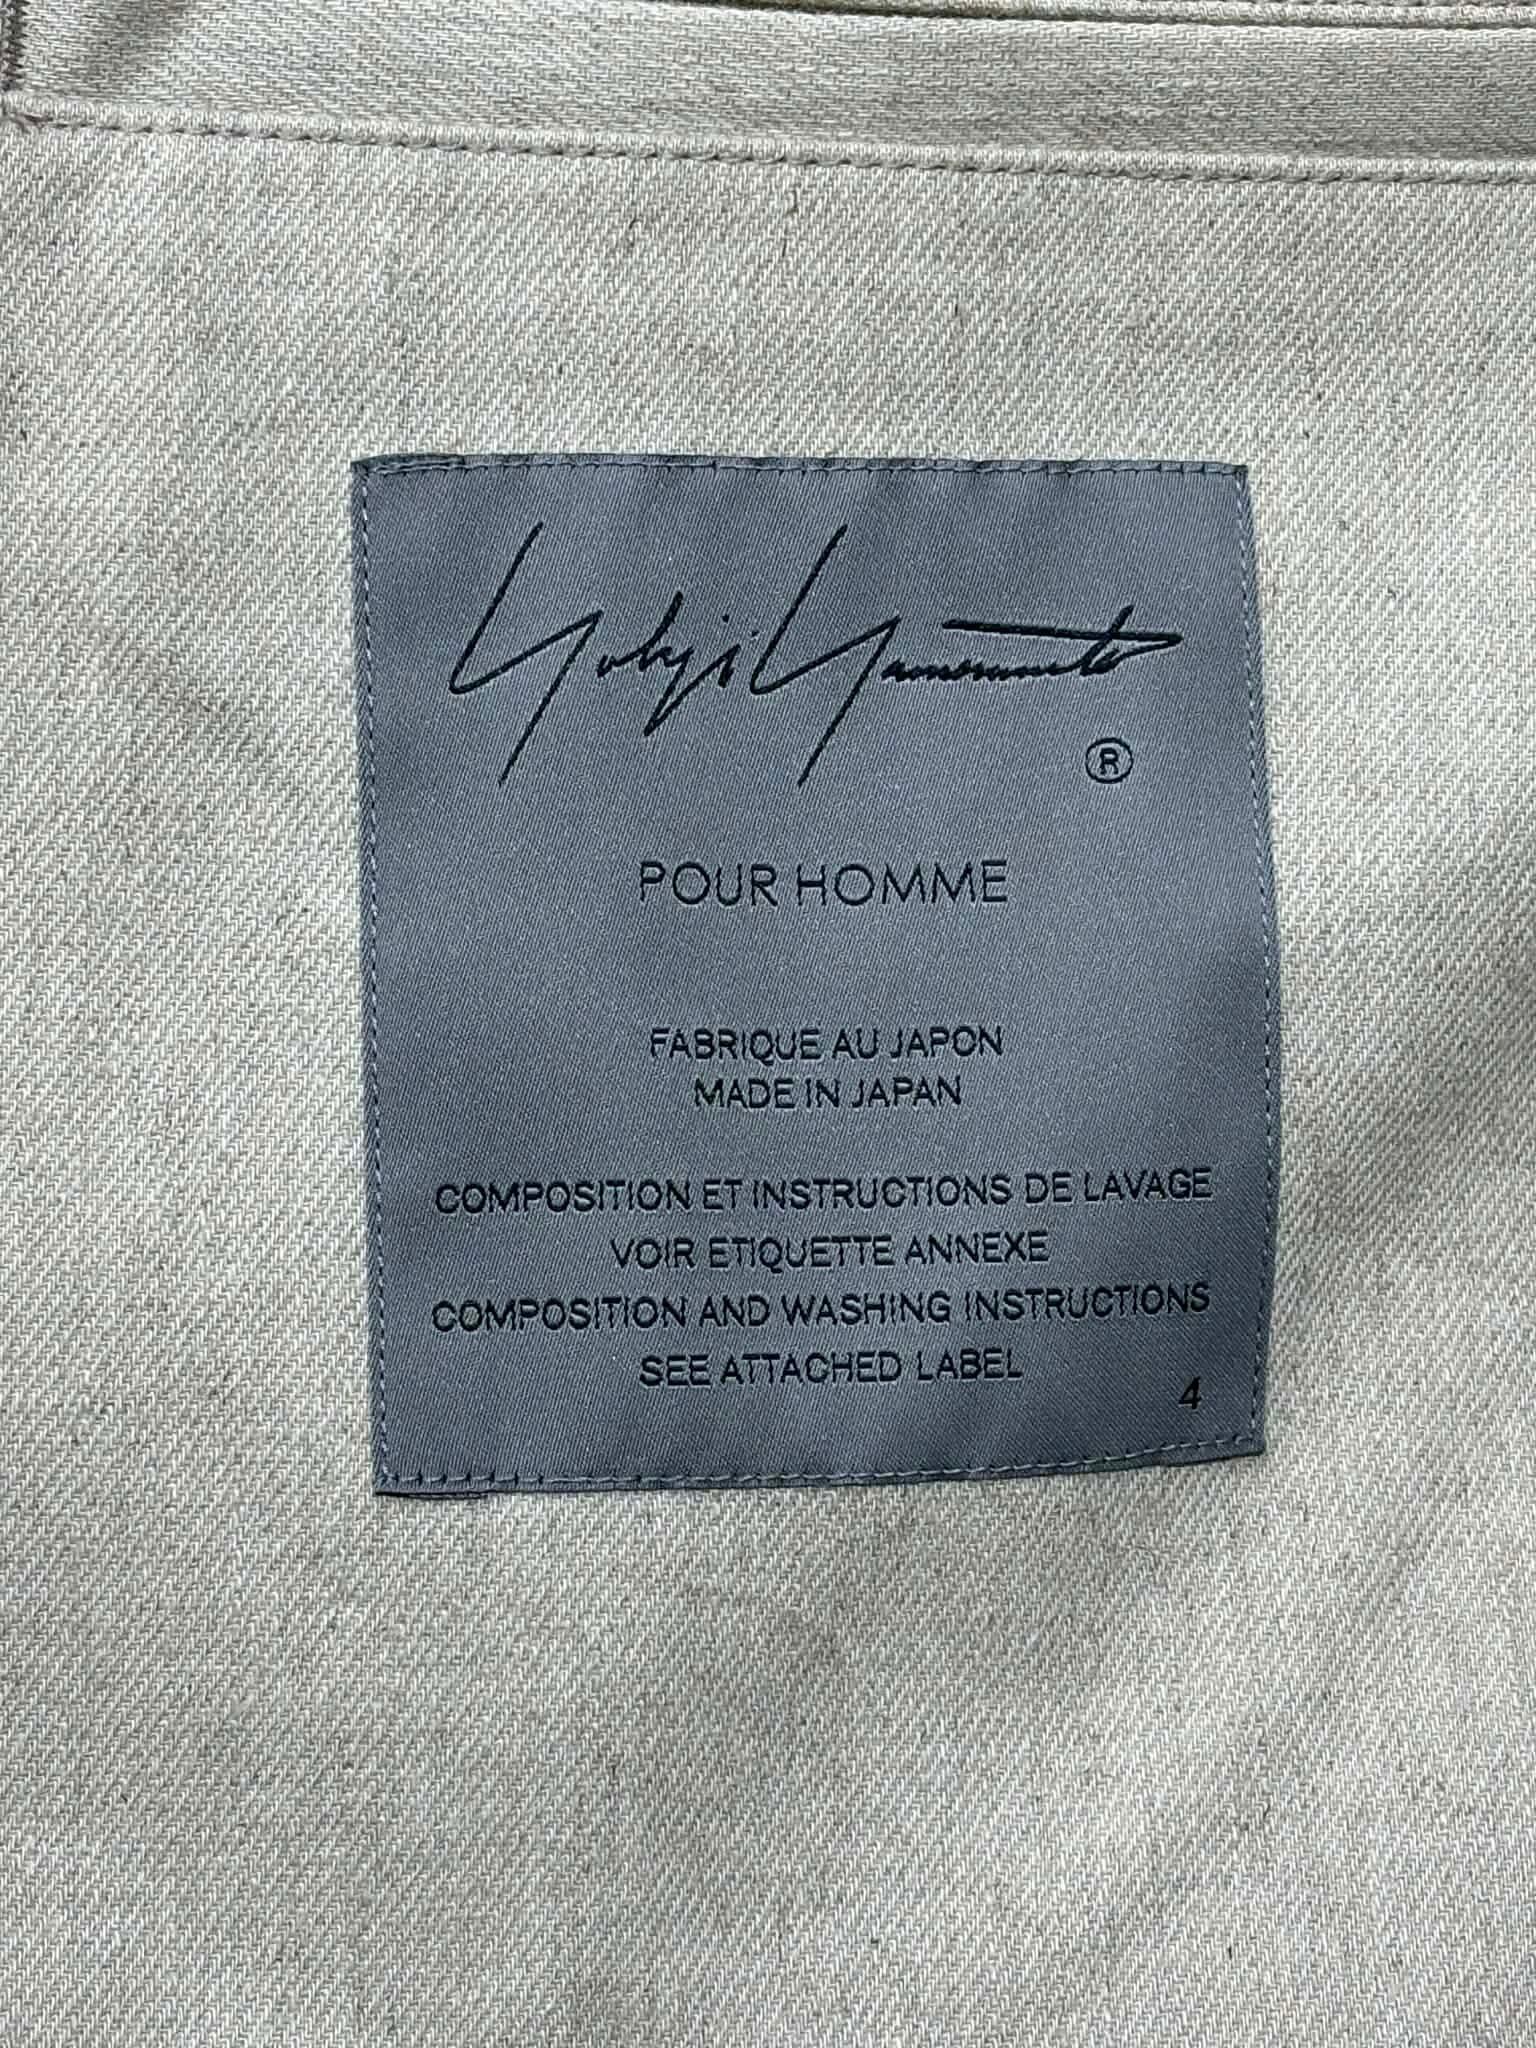 Yohji Yamamoto
®
POUR HOMME
FABRIQUE AU JAPON
MADE IN JAPAN
COMPOSITION ET INSTRUCTIONS DE LAVAGE
VOIR ETIQUETTE ANNEXE
COMPOSITION AND WASHING INSTRUCTIONS
SEE ATTACHED LABEL
4